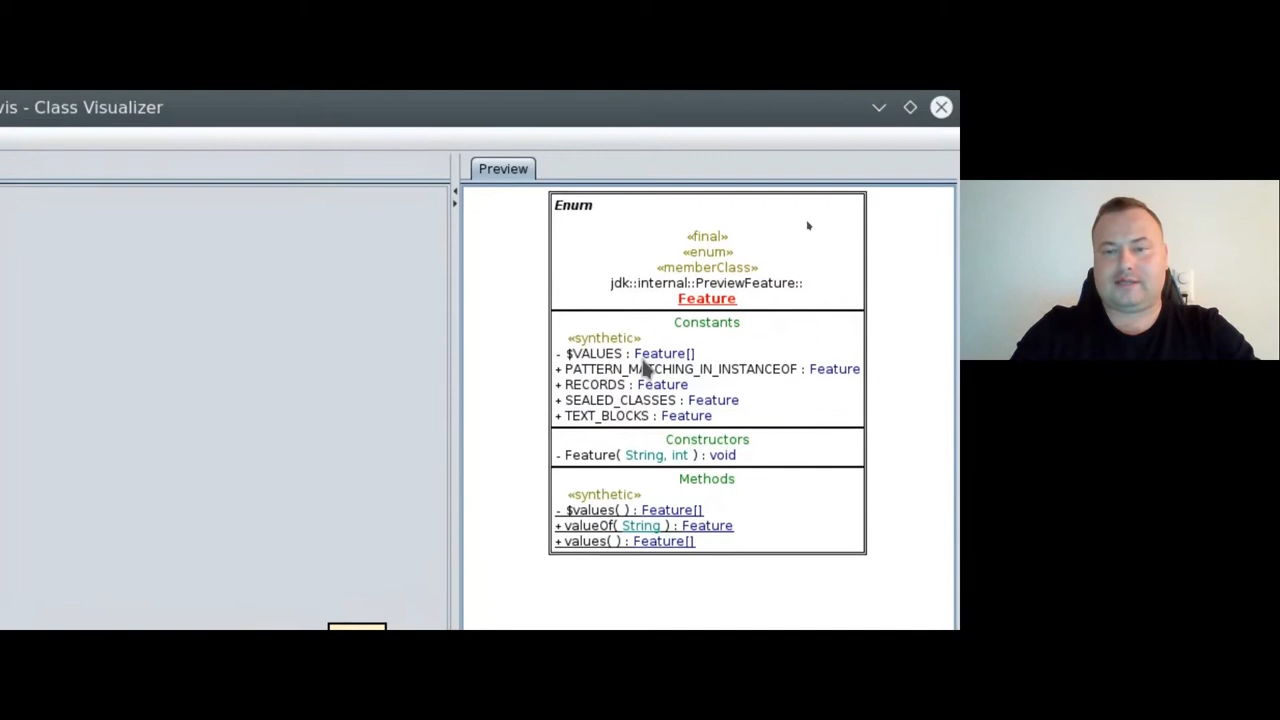 vis - Class Visualizer
Preview
Enum
«final»
«enum»
«memberClass»
jdk::internal::PreviewFeature::
Feature
Constants
«synthetic»
- $VALUES : Feature[]
+ PATTERN_MATCHING_IN_INSTANCEOF : Feature
+ RECORDS : Feature
+ SEALED_CLASSES : Feature
+ TEXT_BLOCKS : Feature
Constructors
- Feature( String, int ) : void
Methods
«synthetic»
- $values( ) : Feature[]
+ valueOf( String ) : Feature
+ values( ) : Feature[]